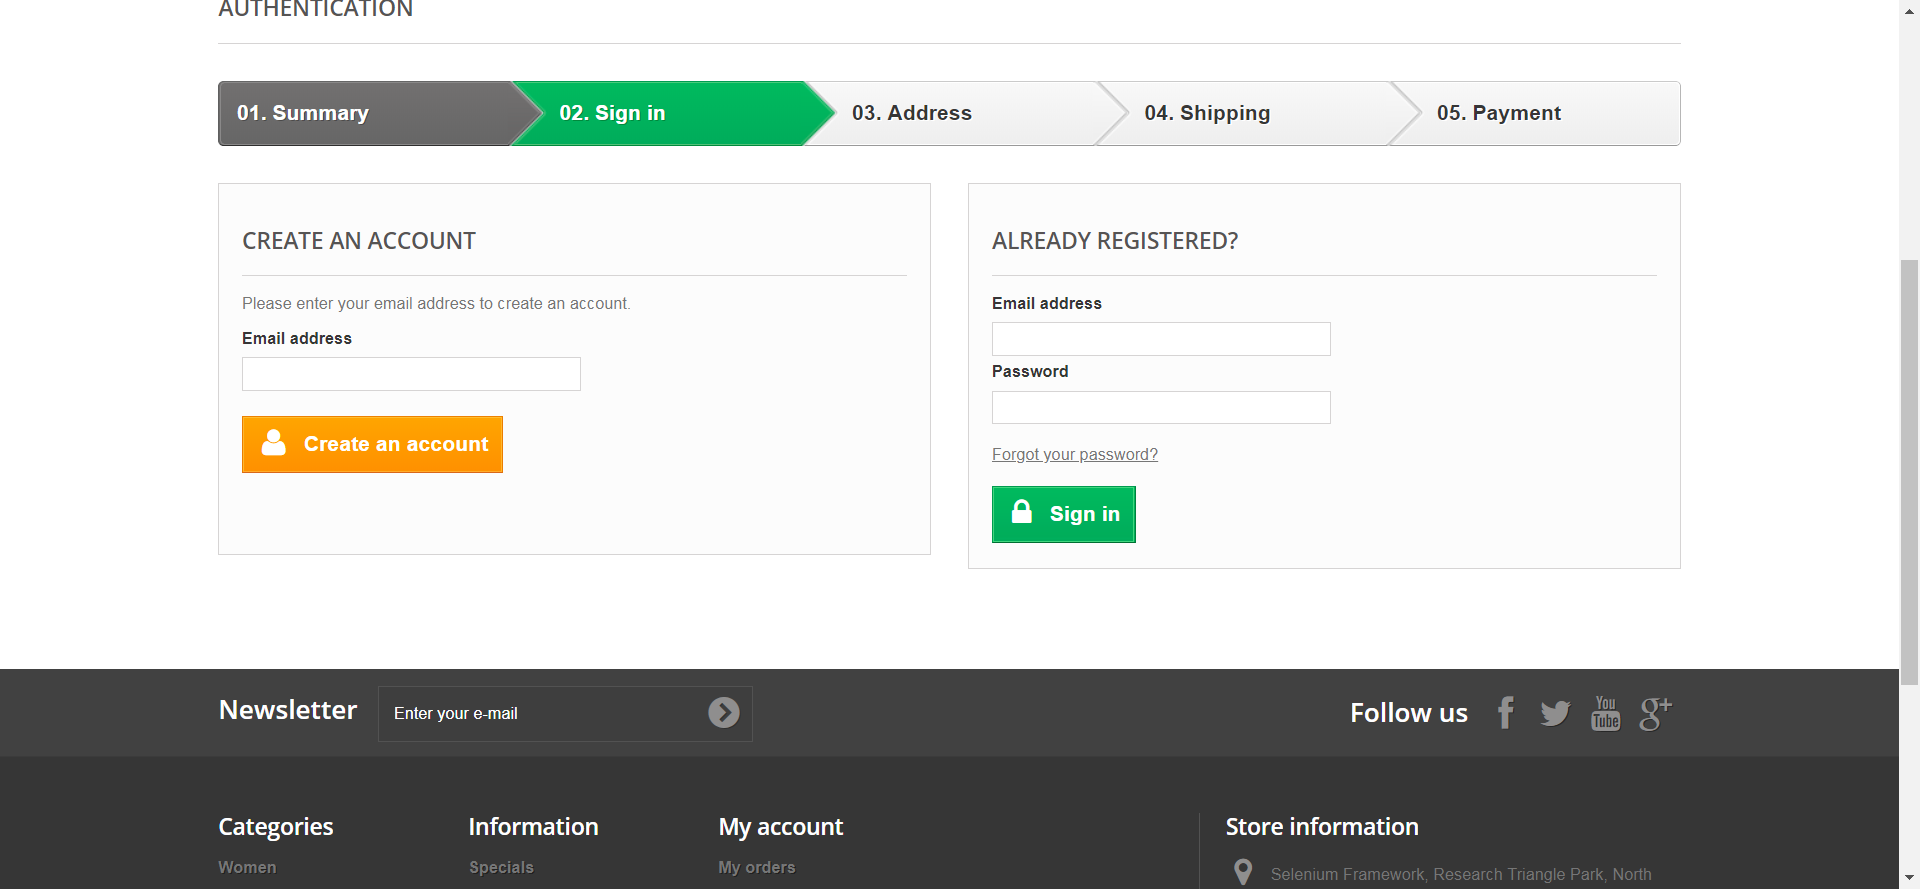 AUTHENTICATION
01. Summary
02. Sign in
03. Address
04. Shipping
05. Payment
CREATE AN ACCOUNT
Please enter your email address to create an account.
Email address
Create an account
ALREADY REGISTERED?
Email address
Password
Forgot your password?
Sign in
Newsletter
Enter your e-mail
Follow us
You
Tube
g+
Categories
Women
Information
Specials
My account
My orders
Store information
Selenium Framework, Research Triangle Park, North